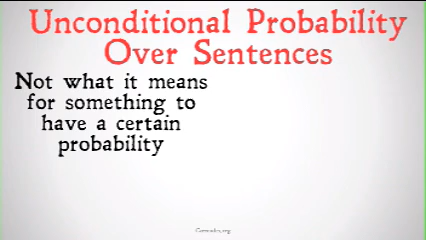 Unconditional Probability
Over Sentences
Not what it means
for something to
have a certain
probability